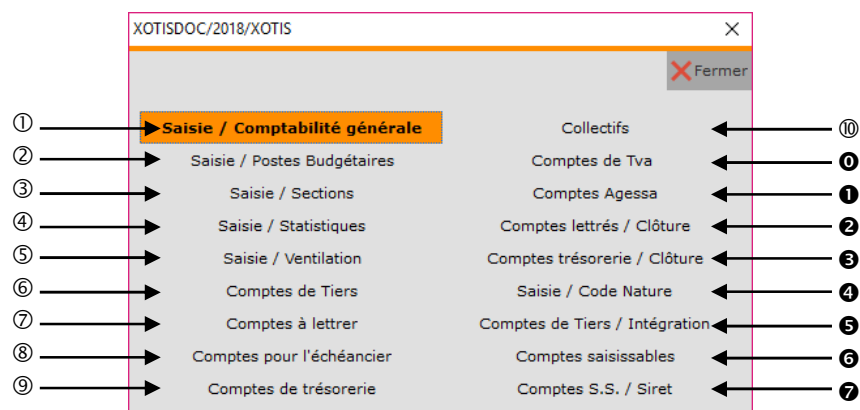 XOTISDOC/2018/XOTIS
Fermer
① Saisie / Comptabilité générale Collectifs ⑩
② Saisie / Postes Budgétaires Comptes de Tva ⓿
③ Saisie / Sections Comptes Agessa ❶
④ Saisie / Statistiques Comptes lettrés / Clôture ❷
⑤ Saisie / Ventilation Comptes trésorerie / Clôture ❸
⑥ Comptes de Tiers Saisie / Code Nature ❹
⑦ Comptes à lettrer Comptes de Tiers / Intégration ❺
⑧ Comptes pour l'échéancier Comptes saisissables ❻
⑨ Comptes de trésorerie Comptes S.S. / Siret ❼